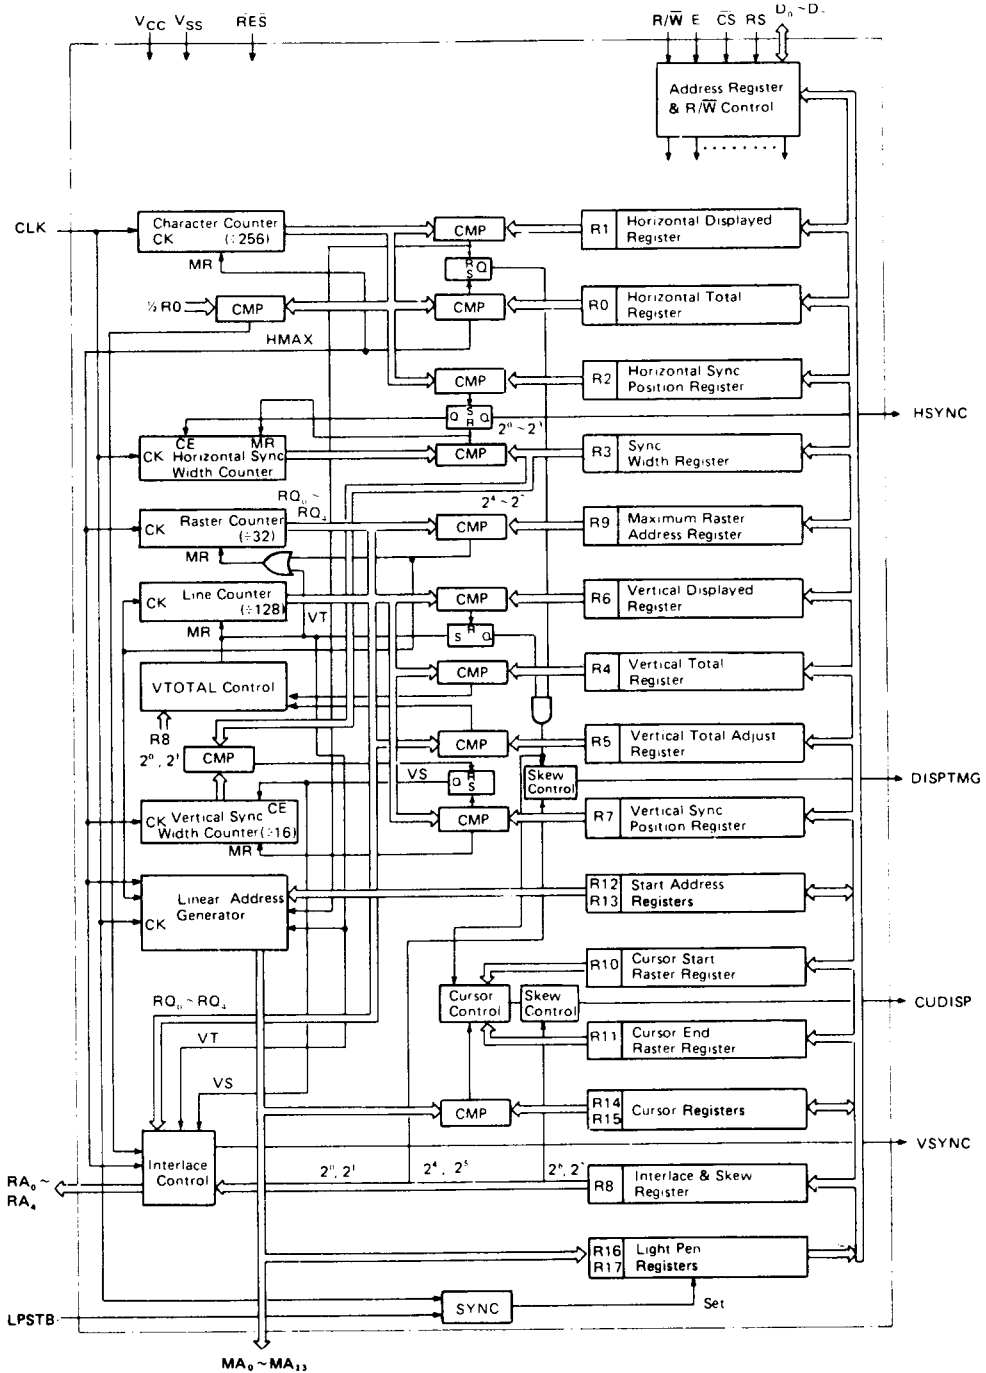 VCC VSS RES R/W E CS RS D0~D
Address Register
& R/W Control
CLK
Character Counter
CK (÷256)
MR
CMP
R1 Horizontal Displayed
Register
R
S Q
½ R0
CMP
CMP
R0 Horizontal Total
Register
HMAX
CMP
R2 Horizontal Sync
Position Register
Q S
R Q
HSYNC
2⁰~2³
CE MR
CK Horizontal Sync
Width Counter
CMP
R3 Sync
Width Register
RQ0~
RQ4
2⁴~2
CK Raster Counter
(÷32)
MR
CMP
R9 Maximum Raster
Address Register
CK Line Counter
(÷128)
MR
VT
CMP
R6 Vertical Displayed
Register
S R Q
VTOTAL Control
CMP
R4 Vertical Total
Register
R8
2⁰, 2¹
CMP
CMP
R5 Vertical Total Adjust
Register
VS
Q R
S
Skew
Control
DISPTMG
CK Vertical Sync CE
Width Counter(÷16)
MR
CMP
R7 Vertical Sync
Position Register
Linear Address
Generator
CK
R12
R13
Start Address
Registers
R10 Cursor Start
Raster Register
Cursor
Control
Skew
Control
CUDISP
RQ0~RQ4
R11 Cursor End
Raster Register
VT
VS
CMP
R14
R15
Cursor Registers
VSYNC
Interlace
Control
2⁰, 2¹
2⁴, 2⁵
R8 Interlace & Skew
Register
RA0~
RA4
R16
R17
Light Pen
Registers
SYNC
Set
LPSTB
MA0~MA13